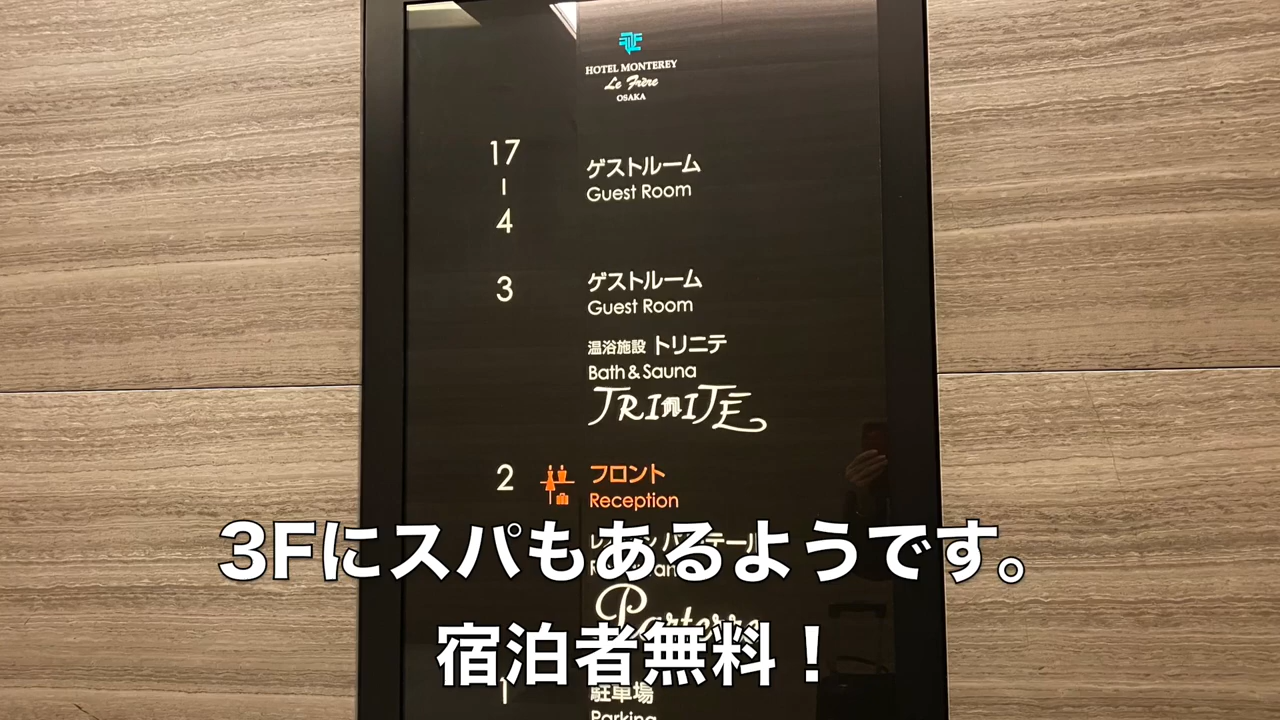 HOTEL MONTEREY
Le Frère
OSAKA
17
|
4
ゲストルーム
Guest Room
3
ゲストルーム
Guest Room
温浴施設 トリニテ
Bath & Sauna
TRINITÉ
2
フロント
Reception
3Fにスパもあるようです。
宿泊者無料！
1
駐車場
Parking